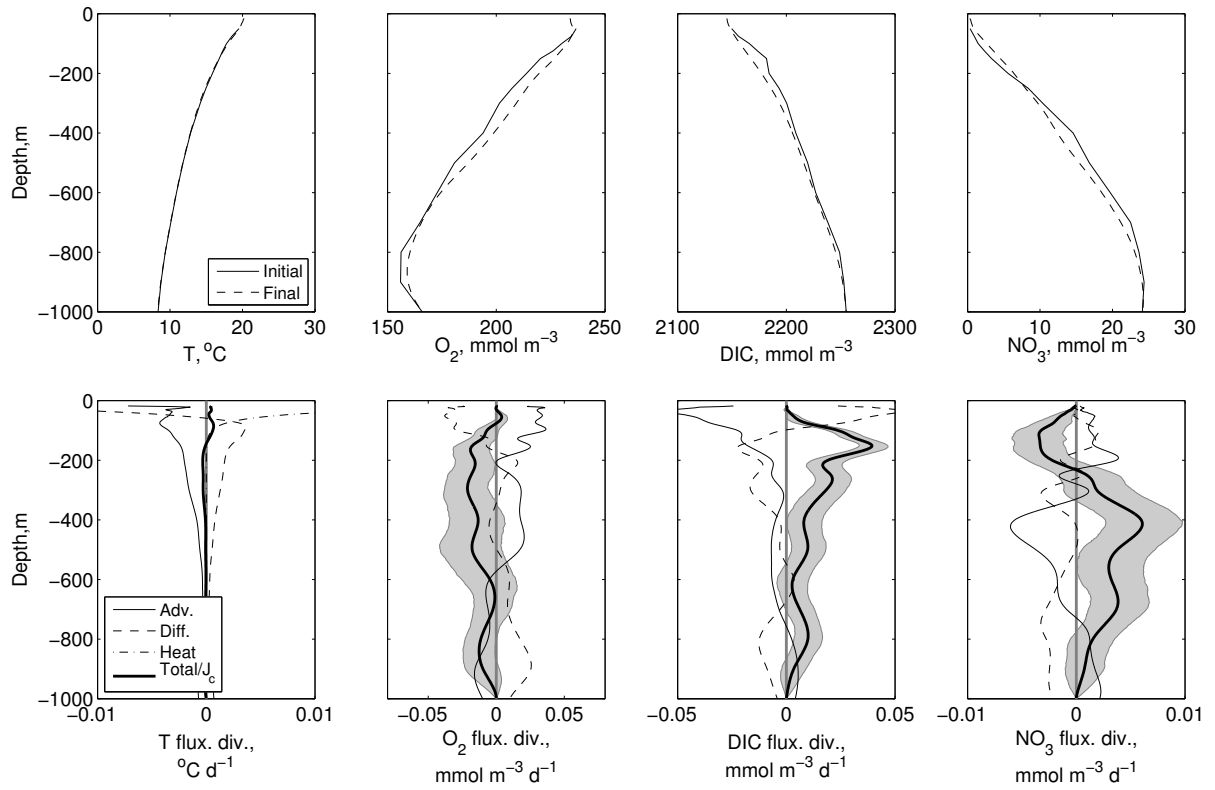 0
−200
−400
−600
−800
−1000
Depth,m
0 10 20 30
T, °C
Initial
Final
150 200 250
O2, mmol m−3
2100 2200 2300
DIC, mmol m−3
0 10 20 30
NO3, mmol m−3
0
−200
−400
−600
−800
−1000
Depth,m
Adv.
Diff.
Heat
Total/Jc
−0.01 0 0.01
T flux. div.,
°C d−1
−0.05 0 0.05
O2 flux. div.,
mmol m−3 d−1
−0.05 0 0.05
DIC flux div.,
mmol m−3 d−1
−0.01 0 0.01
NO3 flux. div.,
mmol m−3 d−1